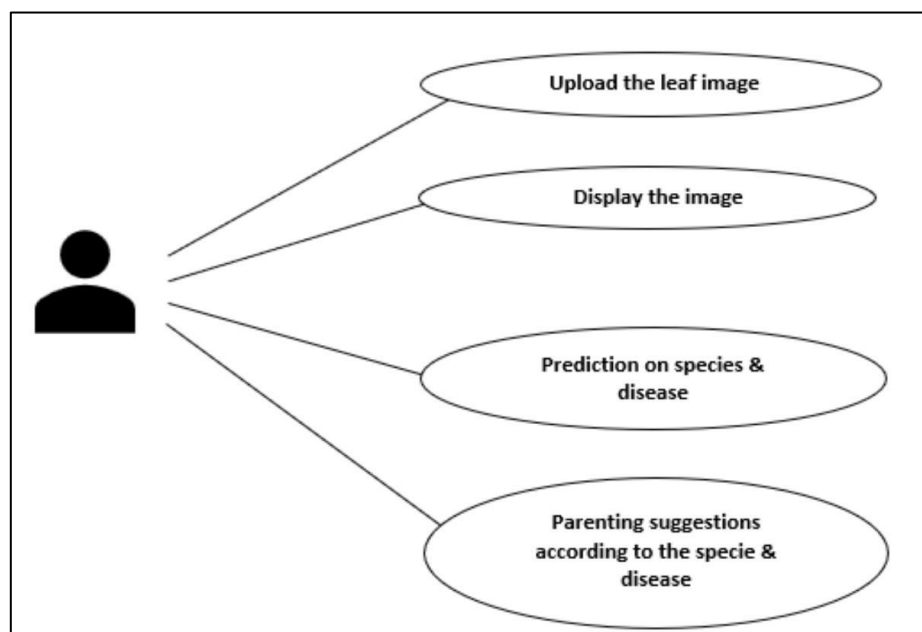 Upload the leaf image
Display the image
Prediction on species &
disease
Parenting suggestions
according to the specie &
disease